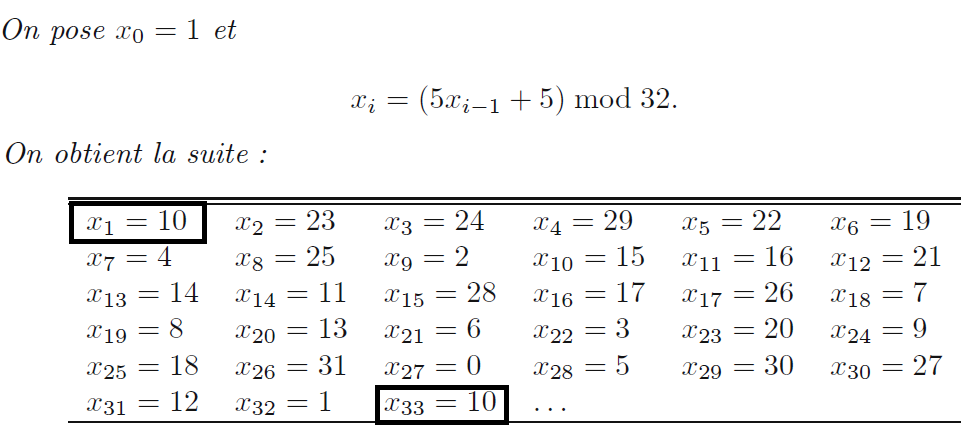 On pose x₀ = 1 et
xᵢ = (5xᵢ₋₁ + 5) mod 32.
On obtient la suite :
x₁ = 10 x₂ = 23 x₃ = 24 x₄ = 29 x₅ = 22 x₆ = 19
x₇ = 4 x₈ = 25 x₉ = 2 x₁₀ = 15 x₁₁ = 16 x₁₂ = 21
x₁₃ = 14 x₁₄ = 11 x₁₅ = 28 x₁₆ = 17 x₁₇ = 26 x₁₈ = 7
x₁₉ = 8 x₂₀ = 13 x₂₁ = 6 x₂₂ = 3 x₂₃ = 20 x₂₄ = 9
x₂₅ = 18 x₂₆ = 31 x₂₇ = 0 x₂₈ = 5 x₂₉ = 30 x₃₀ = 27
x₃₁ = 12 x₃₂ = 1 x₃₃ = 10 ...